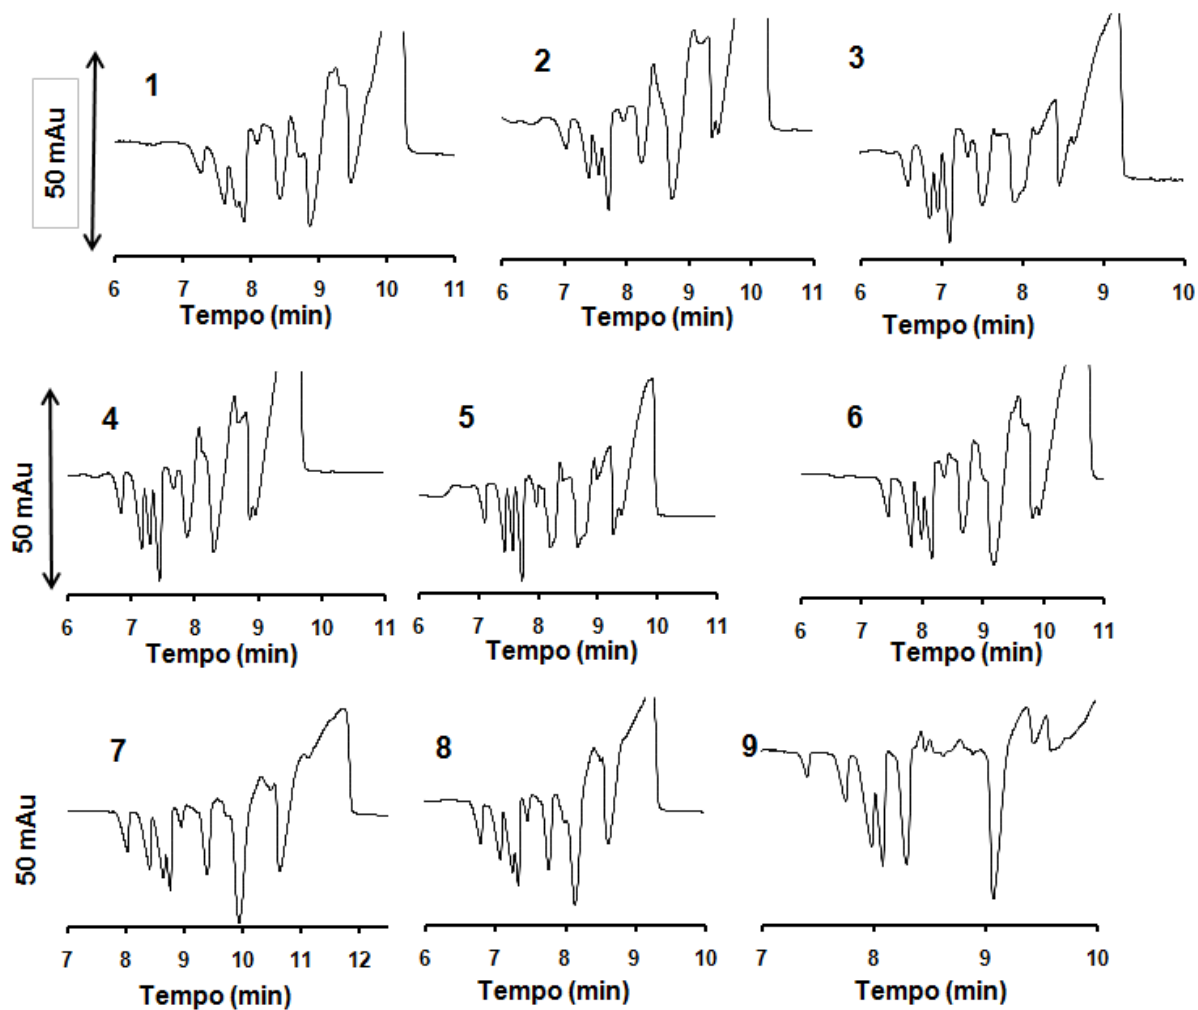 1
2
3
50 mAu
6 7 8 9 10 11
6 7 8 9 10 11
6 7 8 9 10
Tempo (min)
Tempo (min)
Tempo (min)
4
5
6
50 mAu
6 7 8 9 10 11
6 7 8 9 10 11
6 7 8 9 10 11
Tempo (min)
Tempo (min)
Tempo (min)
7
8
9
50 mAu
7 8 9 10 11 12
6 7 8 9 10
7 8 9 10
Tempo (min)
Tempo (min)
Tempo (min)